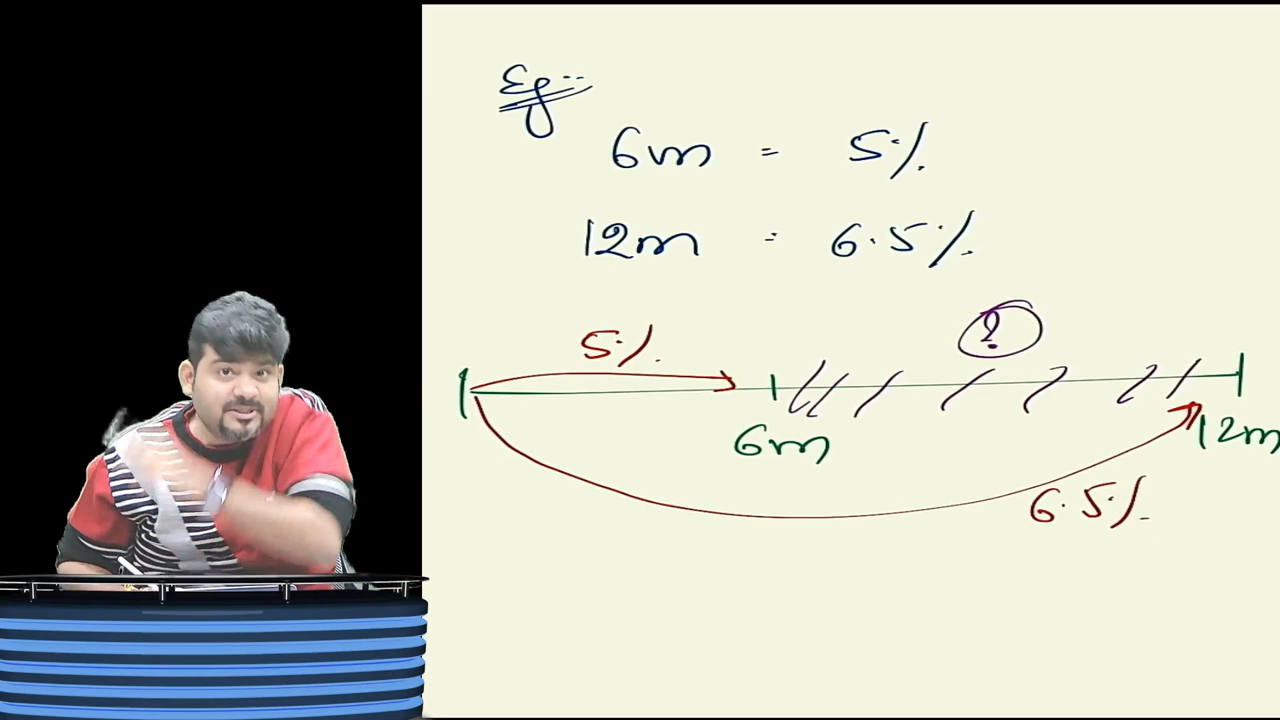 Eg:-
6m = 5%
12m = 6.5%
?
5%
6m
12m
6.5%